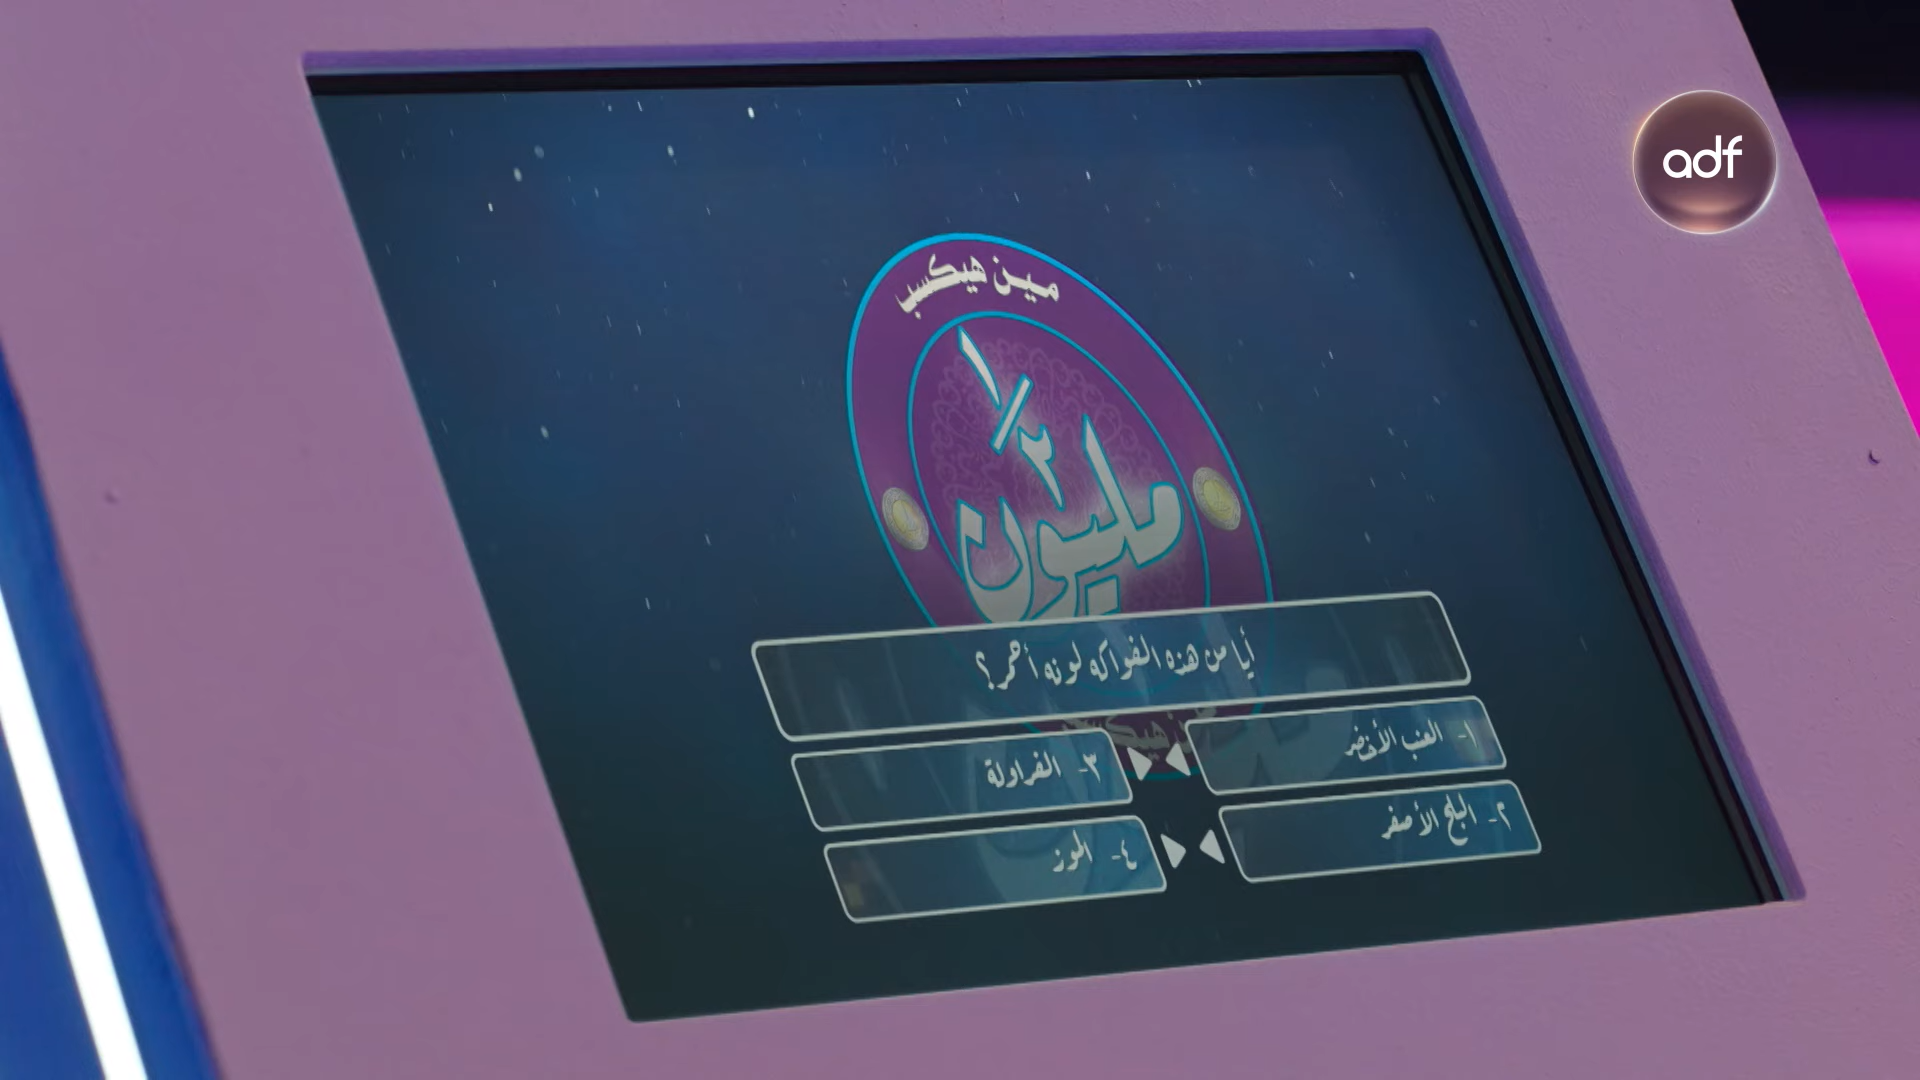 adf
مين هيكسب
١/٢
مليون
أيا من هذه الفواكه لونه أحمر؟
١- العنب الأخضر
٢- البلح الأصفر
٣- الفراولة
٤- الموز